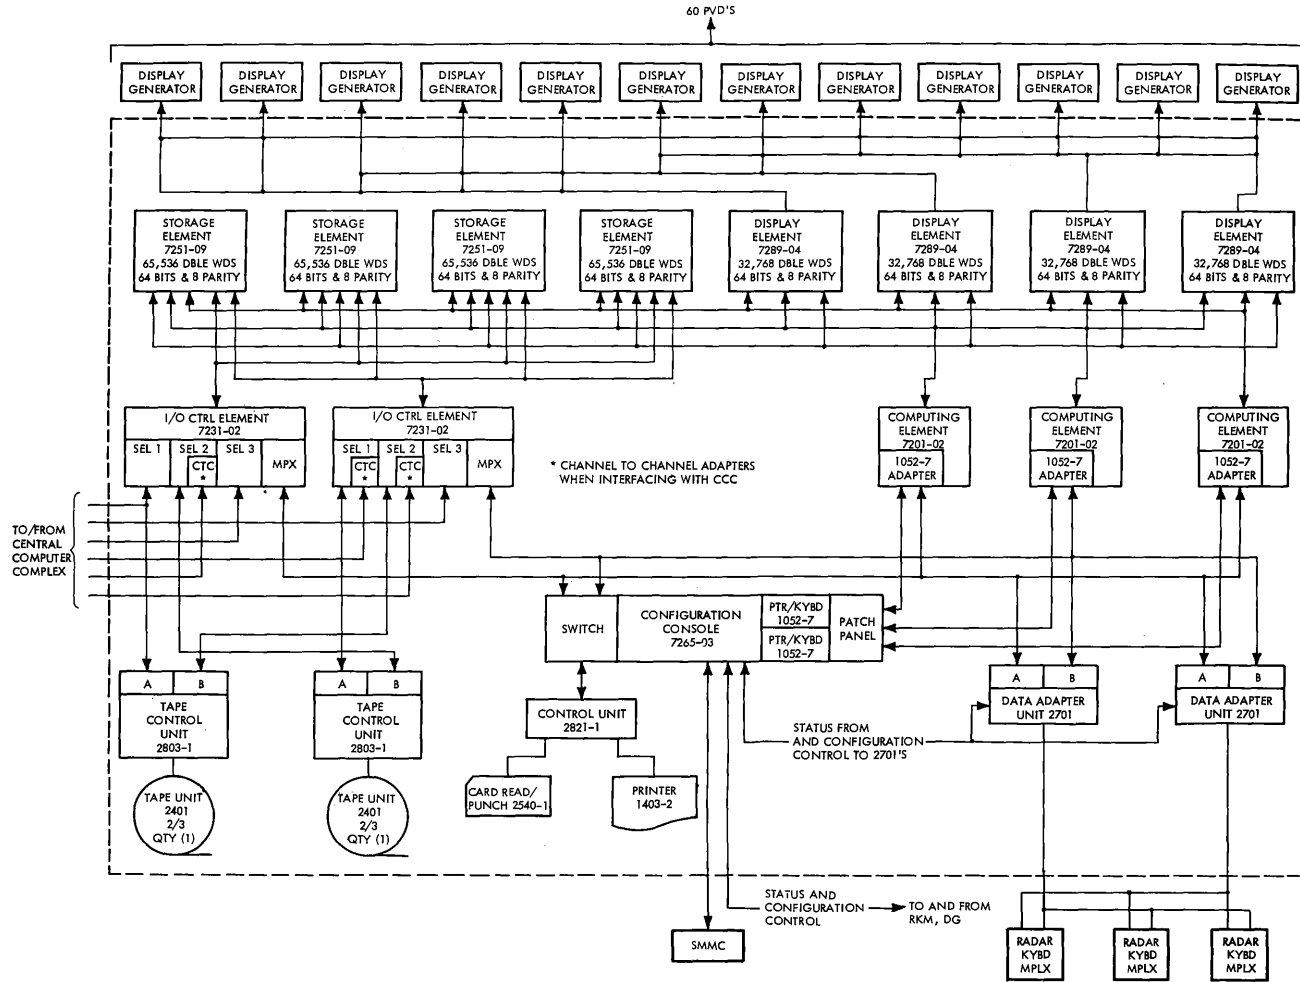 60 PVD'S
DISPLAY
GENERATOR
DISPLAY
GENERATOR
DISPLAY
GENERATOR
DISPLAY
GENERATOR
DISPLAY
GENERATOR
DISPLAY
GENERATOR
DISPLAY
GENERATOR
DISPLAY
GENERATOR
DISPLAY
GENERATOR
DISPLAY
GENERATOR
DISPLAY
GENERATOR
DISPLAY
GENERATOR
STORAGE
ELEMENT
7251-09
65,536 DBLE WDS
64 BITS & 8 PARITY
STORAGE
ELEMENT
7251-09
65,536 DBLE WDS
64 BITS & 8 PARITY
STORAGE
ELEMENT
7251-09
65,536 DBLE WDS
64 BITS & 8 PARITY
STORAGE
ELEMENT
7251-09
65,536 DBLE WDS
64 BITS & 8 PARITY
DISPLAY
ELEMENT
7289-04
32,768 DBLE WDS
64 BITS & 8 PARITY
DISPLAY
ELEMENT
7289-04
32,768 DBLE WDS
64 BITS & 8 PARITY
DISPLAY
ELEMENT
7289-04
32,768 DBLE WDS
64 BITS & 8 PARITY
DISPLAY
ELEMENT
7289-04
32,768 DBLE WDS
64 BITS & 8 PARITY
I/O CTRL ELEMENT
7231-02
SEL 1
SEL 2
SEL 3
CTC
*
MPX
I/O CTRL ELEMENT
7231-02
SEL 1
SEL 2
SEL 3
CTC
*
CTC
*
MPX
* CHANNEL TO CHANNEL ADAPTERS
WHEN INTERFACING WITH CCC
COMPUTING
ELEMENT
7201-02
1052-7
ADAPTER
COMPUTING
ELEMENT
7201-02
1052-7
ADAPTER
COMPUTING
ELEMENT
7201-02
1052-7
ADAPTER
TO/FROM
CENTRAL
COMPUTER
COMPLEX
SWITCH
CONFIGURATION
CONSOLE
7265-03
PTR/KYBD
1052-7
PTR/KYBD
1052-7
PATCH
PANEL
A
B
TAPE
CONTROL
UNIT
2803-1
A
B
TAPE
CONTROL
UNIT
2803-1
CONTROL UNIT
2821-1
A
B
DATA ADAPTER
UNIT 2701
A
B
DATA ADAPTER
UNIT 2701
STATUS FROM
AND CONFIGURATION
CONTROL TO 2701'S
TAPE UNIT
2401
2/3
QTY (1)
TAPE UNIT
2401
2/3
QTY (1)
CARD READ/
PUNCH 2540-1
PRINTER
1403-2
STATUS AND
CONFIGURATION
CONTROL
TO AND FROM
RKM, DG
SMMC
RADAR
KYBD
MPLX
RADAR
KYBD
MPLX
RADAR
KYBD
MPLX